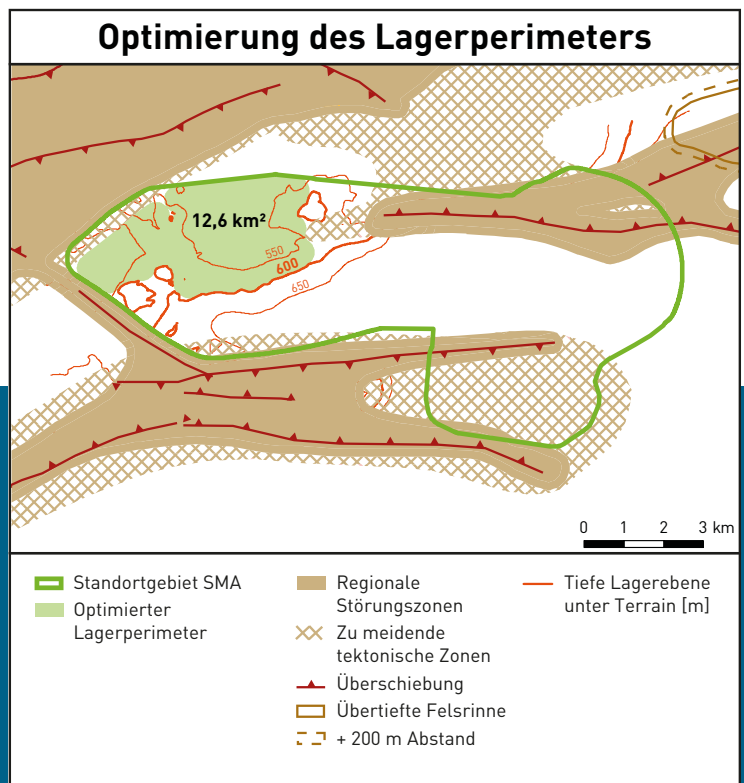 Optimierung des Lagerperimeters
12,6 km²
550
600
650
0 1 2 3 km
Standortgebiet SMA
Optimierter
Lagerperimeter
Regionale
Störungszonen
Zu meidende
tektonische Zonen
Überschiebung
Übertiefte Felsrinne
+ 200 m Abstand
Tiefe Lagerebene
unter Terrain [m]